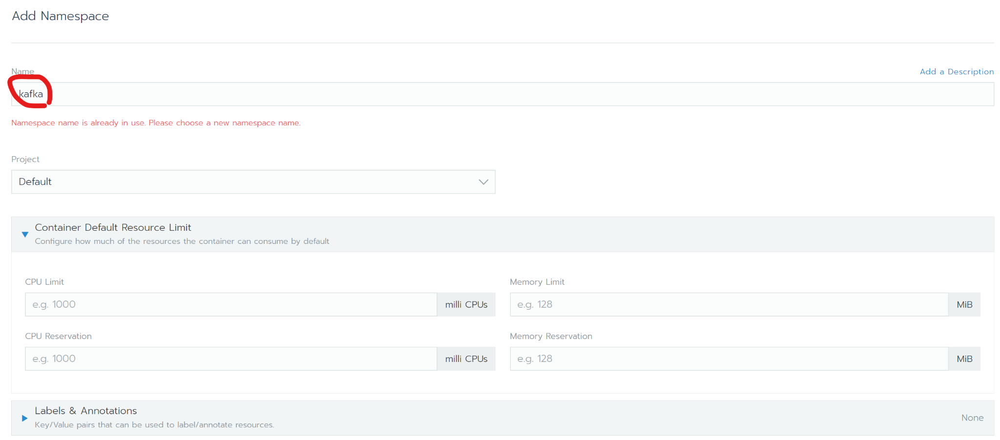 Add Namespace
Name
Add a Description
kafka
Namespace name is already in use. Please choose a new namespace name.
Project
Default
Container Default Resource Limit
Configure how much of the resources the container can consume by default
CPU Limit
Memory Limit
e.g. 1000
milli CPUs
e.g. 128
MiB
CPU Reservation
Memory Reservation
e.g. 1000
milli CPUs
e.g. 128
MiB
Labels & Annotations
Key/Value pairs that can be used to label/annotate resources.
None